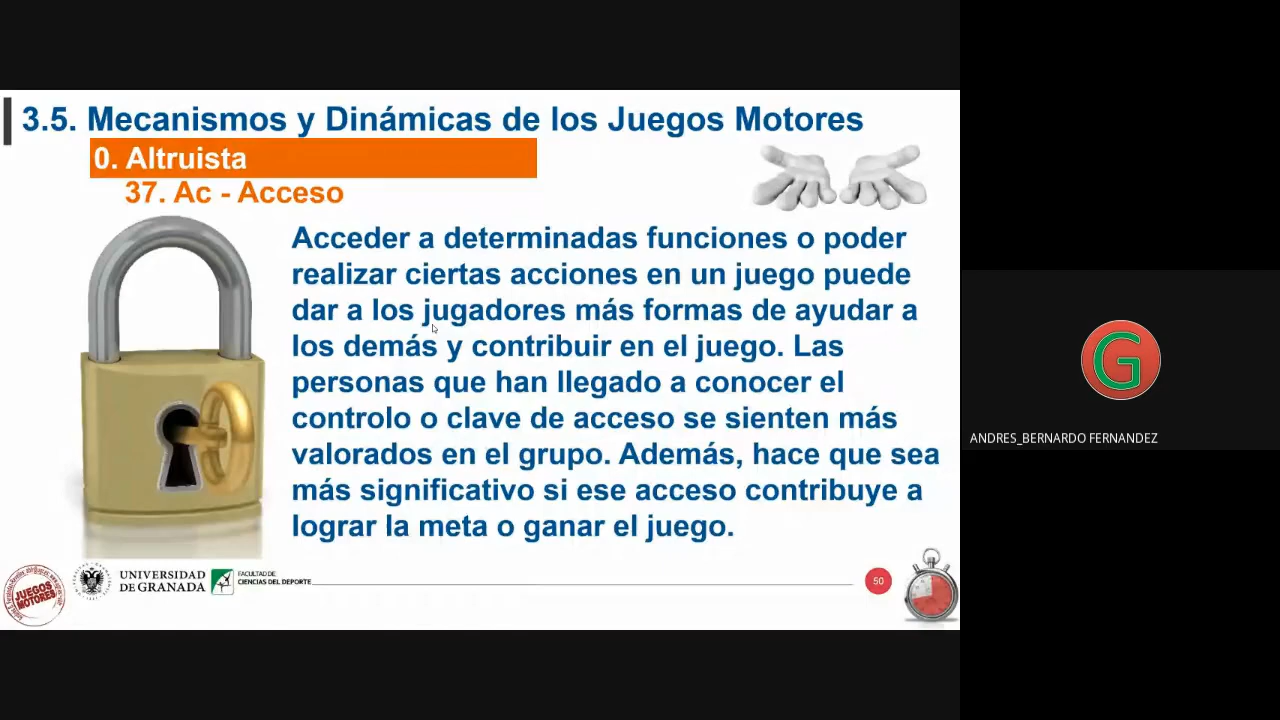 3.5. Mecanismos y Dinámicas de los Juegos Motores
0. Altruista
37. Ac - Acceso
Acceder a determinadas funciones o poder
realizar ciertas acciones en un juego puede
dar a los jugadores más formas de ayudar a
los demás y contribuir en el juego. Las
personas que han llegado a conocer el
controlo o clave de acceso se sienten más
valorados en el grupo. Además, hace que sea
más significativo si ese acceso contribuye a
lograr la meta o ganar el juego.
JUEGOS
MOTORES
UNIVERSIDAD
DE GRANADA
FACULTAD DE
CIENCIAS DEL DEPORTE
50
G
ANDRES_BERNARDO FERNANDEZ